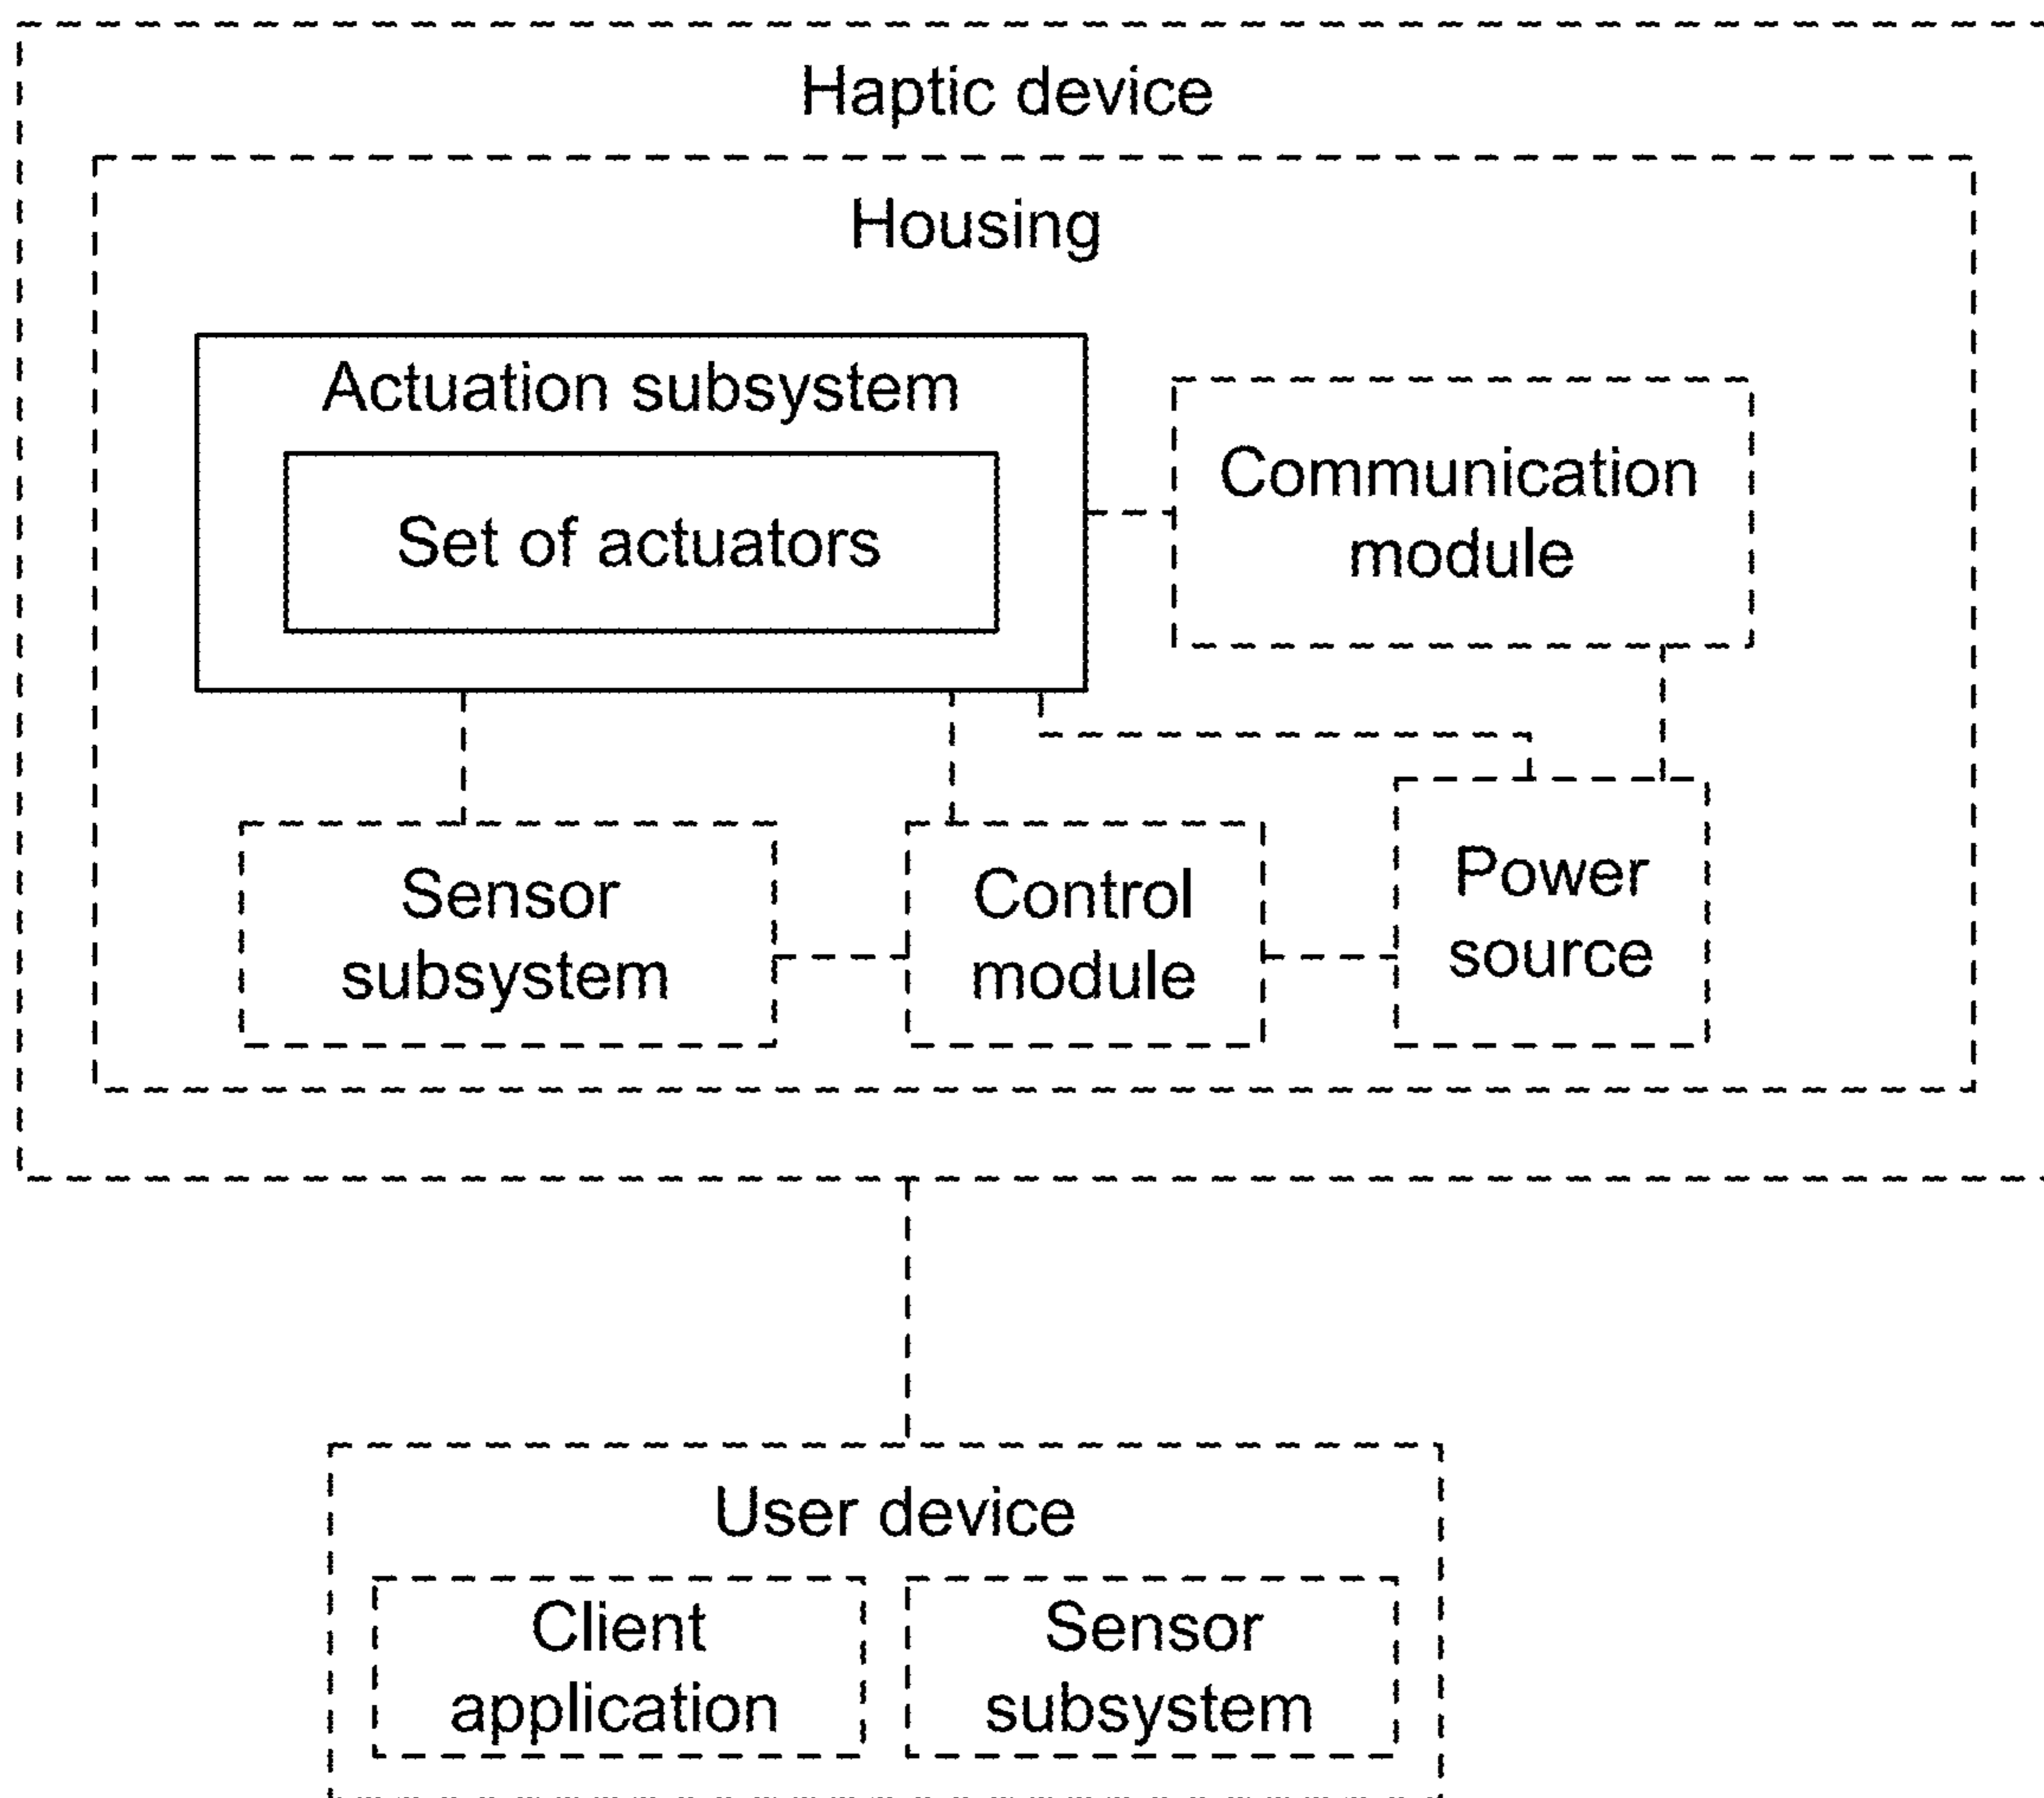 Haptic device
Housing
Actuation subsystem
Set of actuators
Communication
module
Sensor
subsystem
Control
module
Power
source
User device
Client
application
Sensor
subsystem